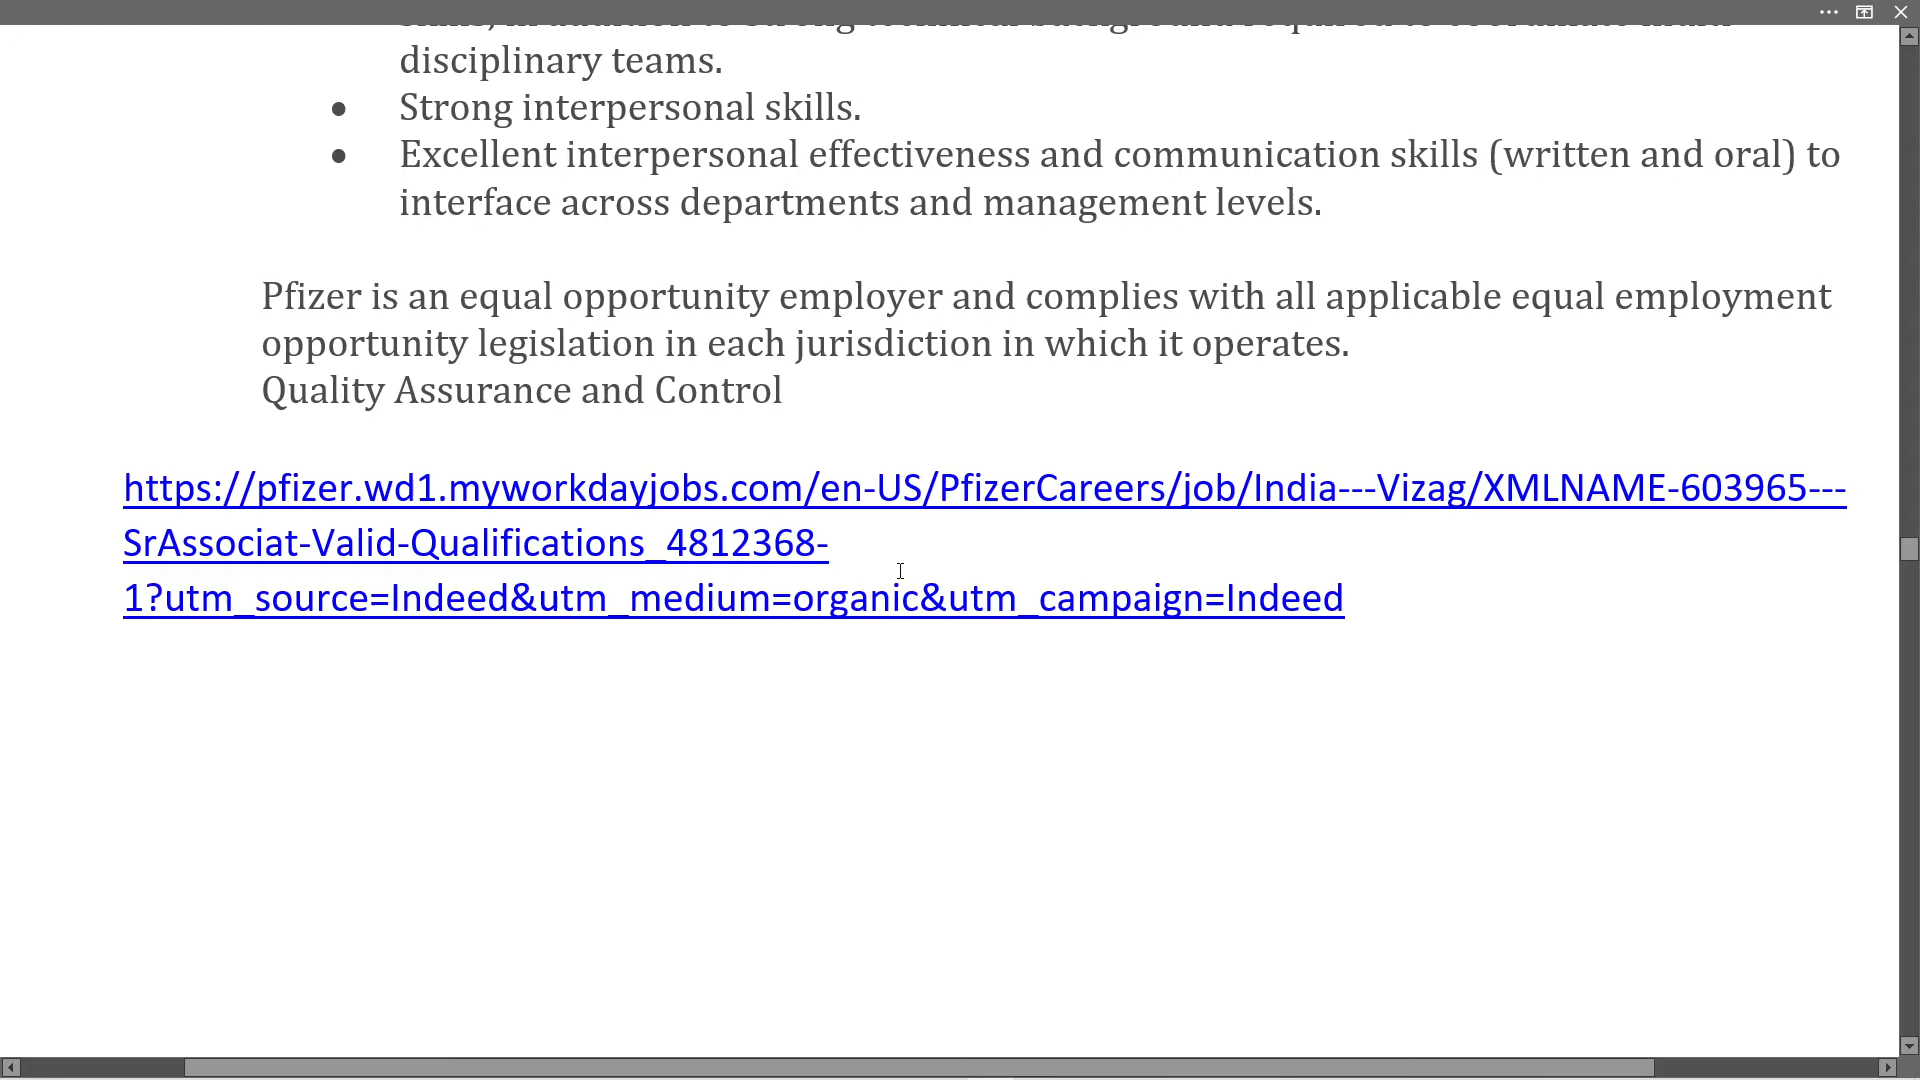 disciplinary teams.
● Strong interpersonal skills.
● Excellent interpersonal effectiveness and communication skills (written and oral) to
interface across departments and management levels.
Pfizer is an equal opportunity employer and complies with all applicable equal employment
opportunity legislation in each jurisdiction in which it operates.
Quality Assurance and Control
https://pfizer.wd1.myworkdayjobs.com/en-US/PfizerCareers/job/India---Vizag/XMLNAME-603965---
SrAssociat-Valid-Qualifications_4812368-
1?utm_source=Indeed&utm_medium=organic&utm_campaign=Indeed